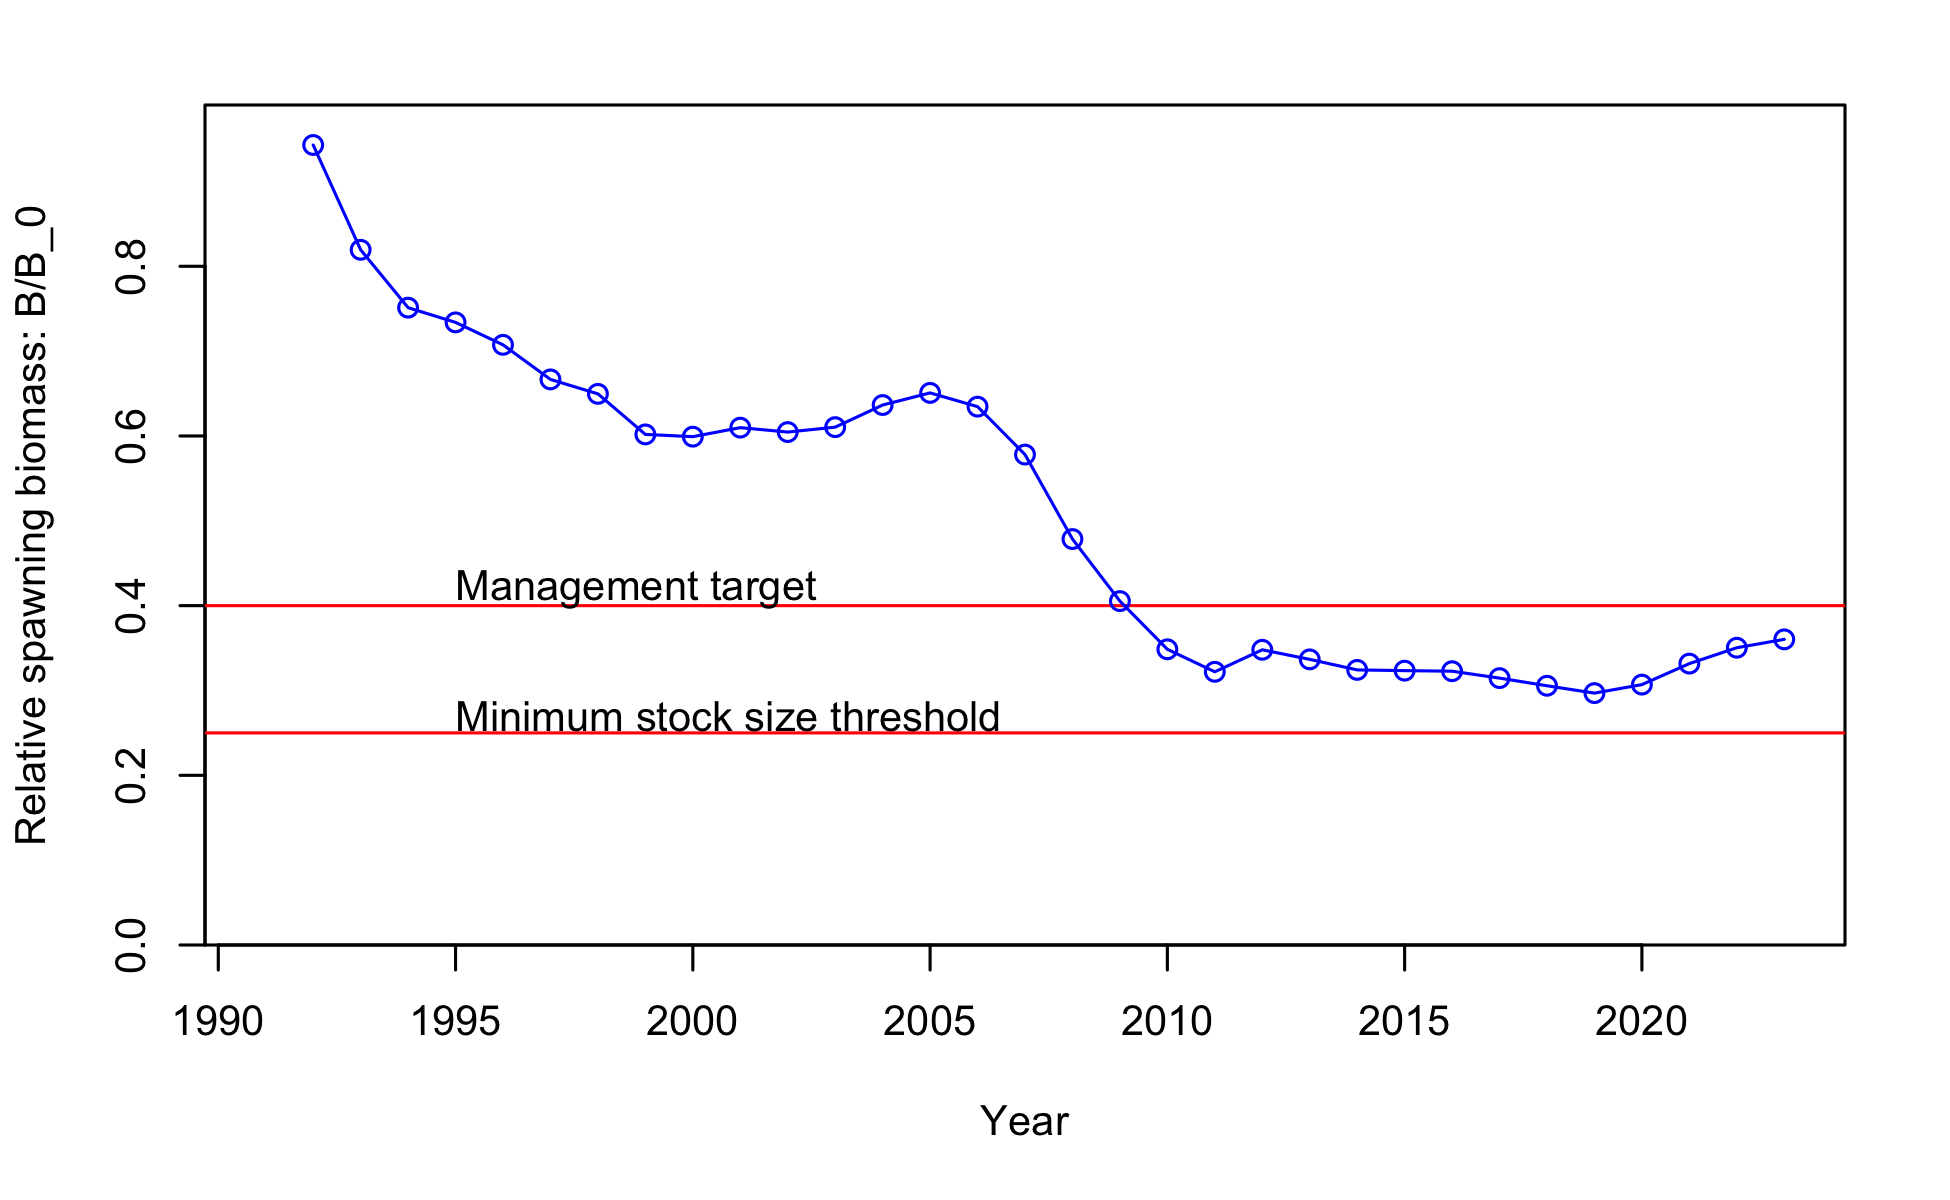 Relative spawning biomass: B/B_0
0.8
0.6
0.4
0.2
0.0
Management target
Minimum stock size threshold
1990 1995 2000 2005 2010 2015 2020
Year